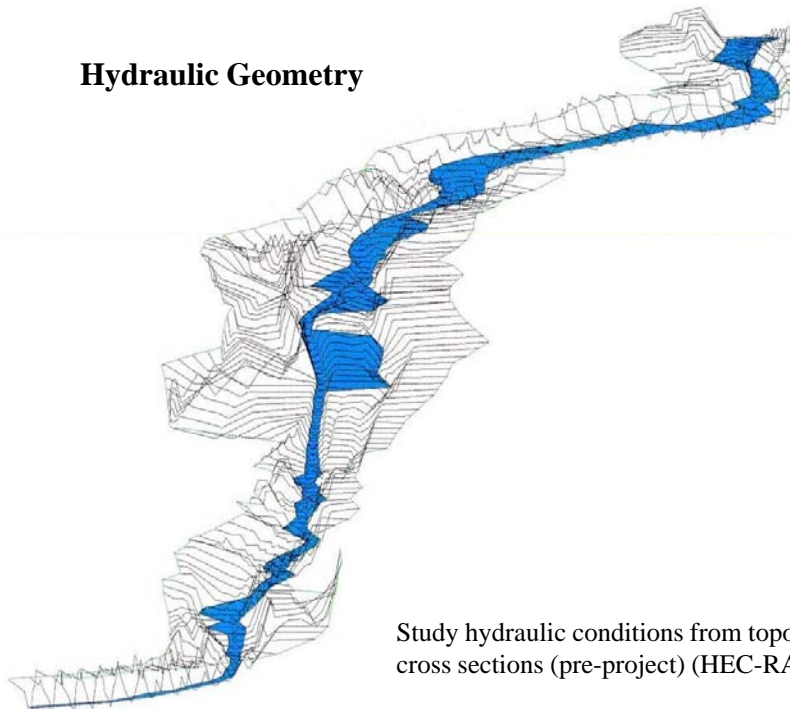 Hydraulic Geometry
Study hydraulic conditions from topo
cross sections (pre-project) (HEC-RA